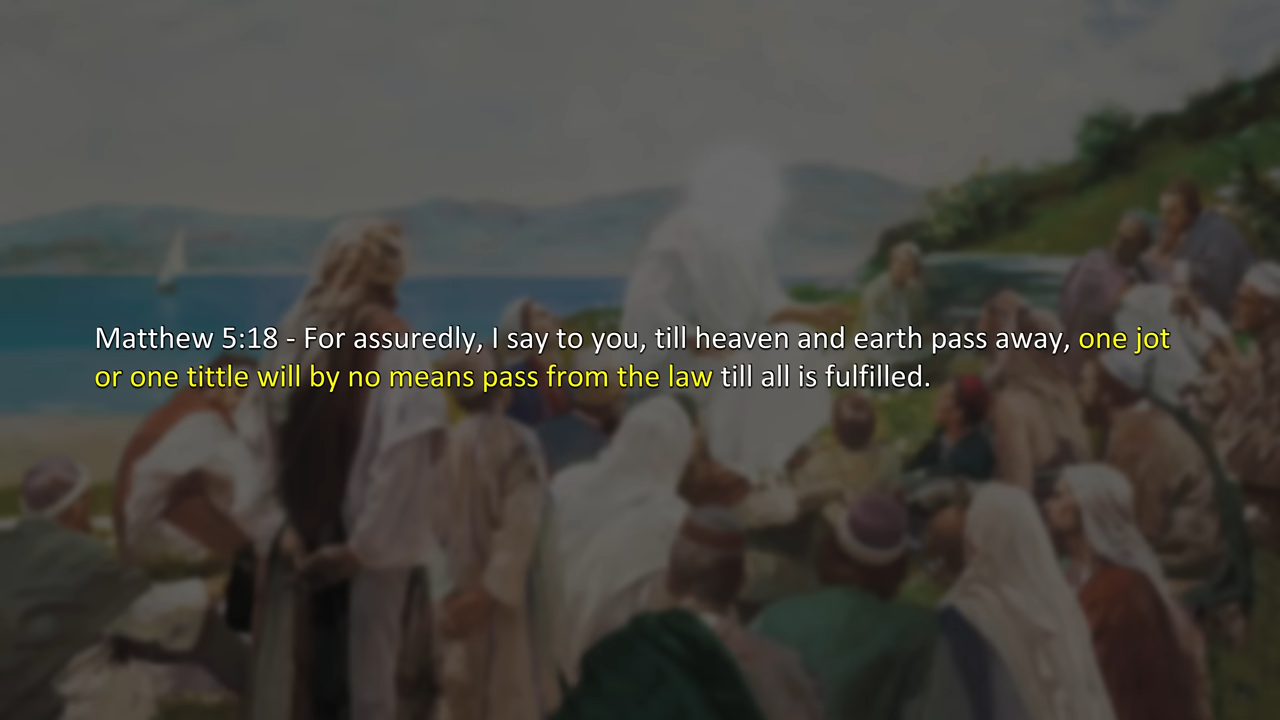 Matthew 5:18 - For assuredly, I say to you, till heaven and earth pass away, one jot
or one tittle will by no means pass from the law till all is fulfilled.